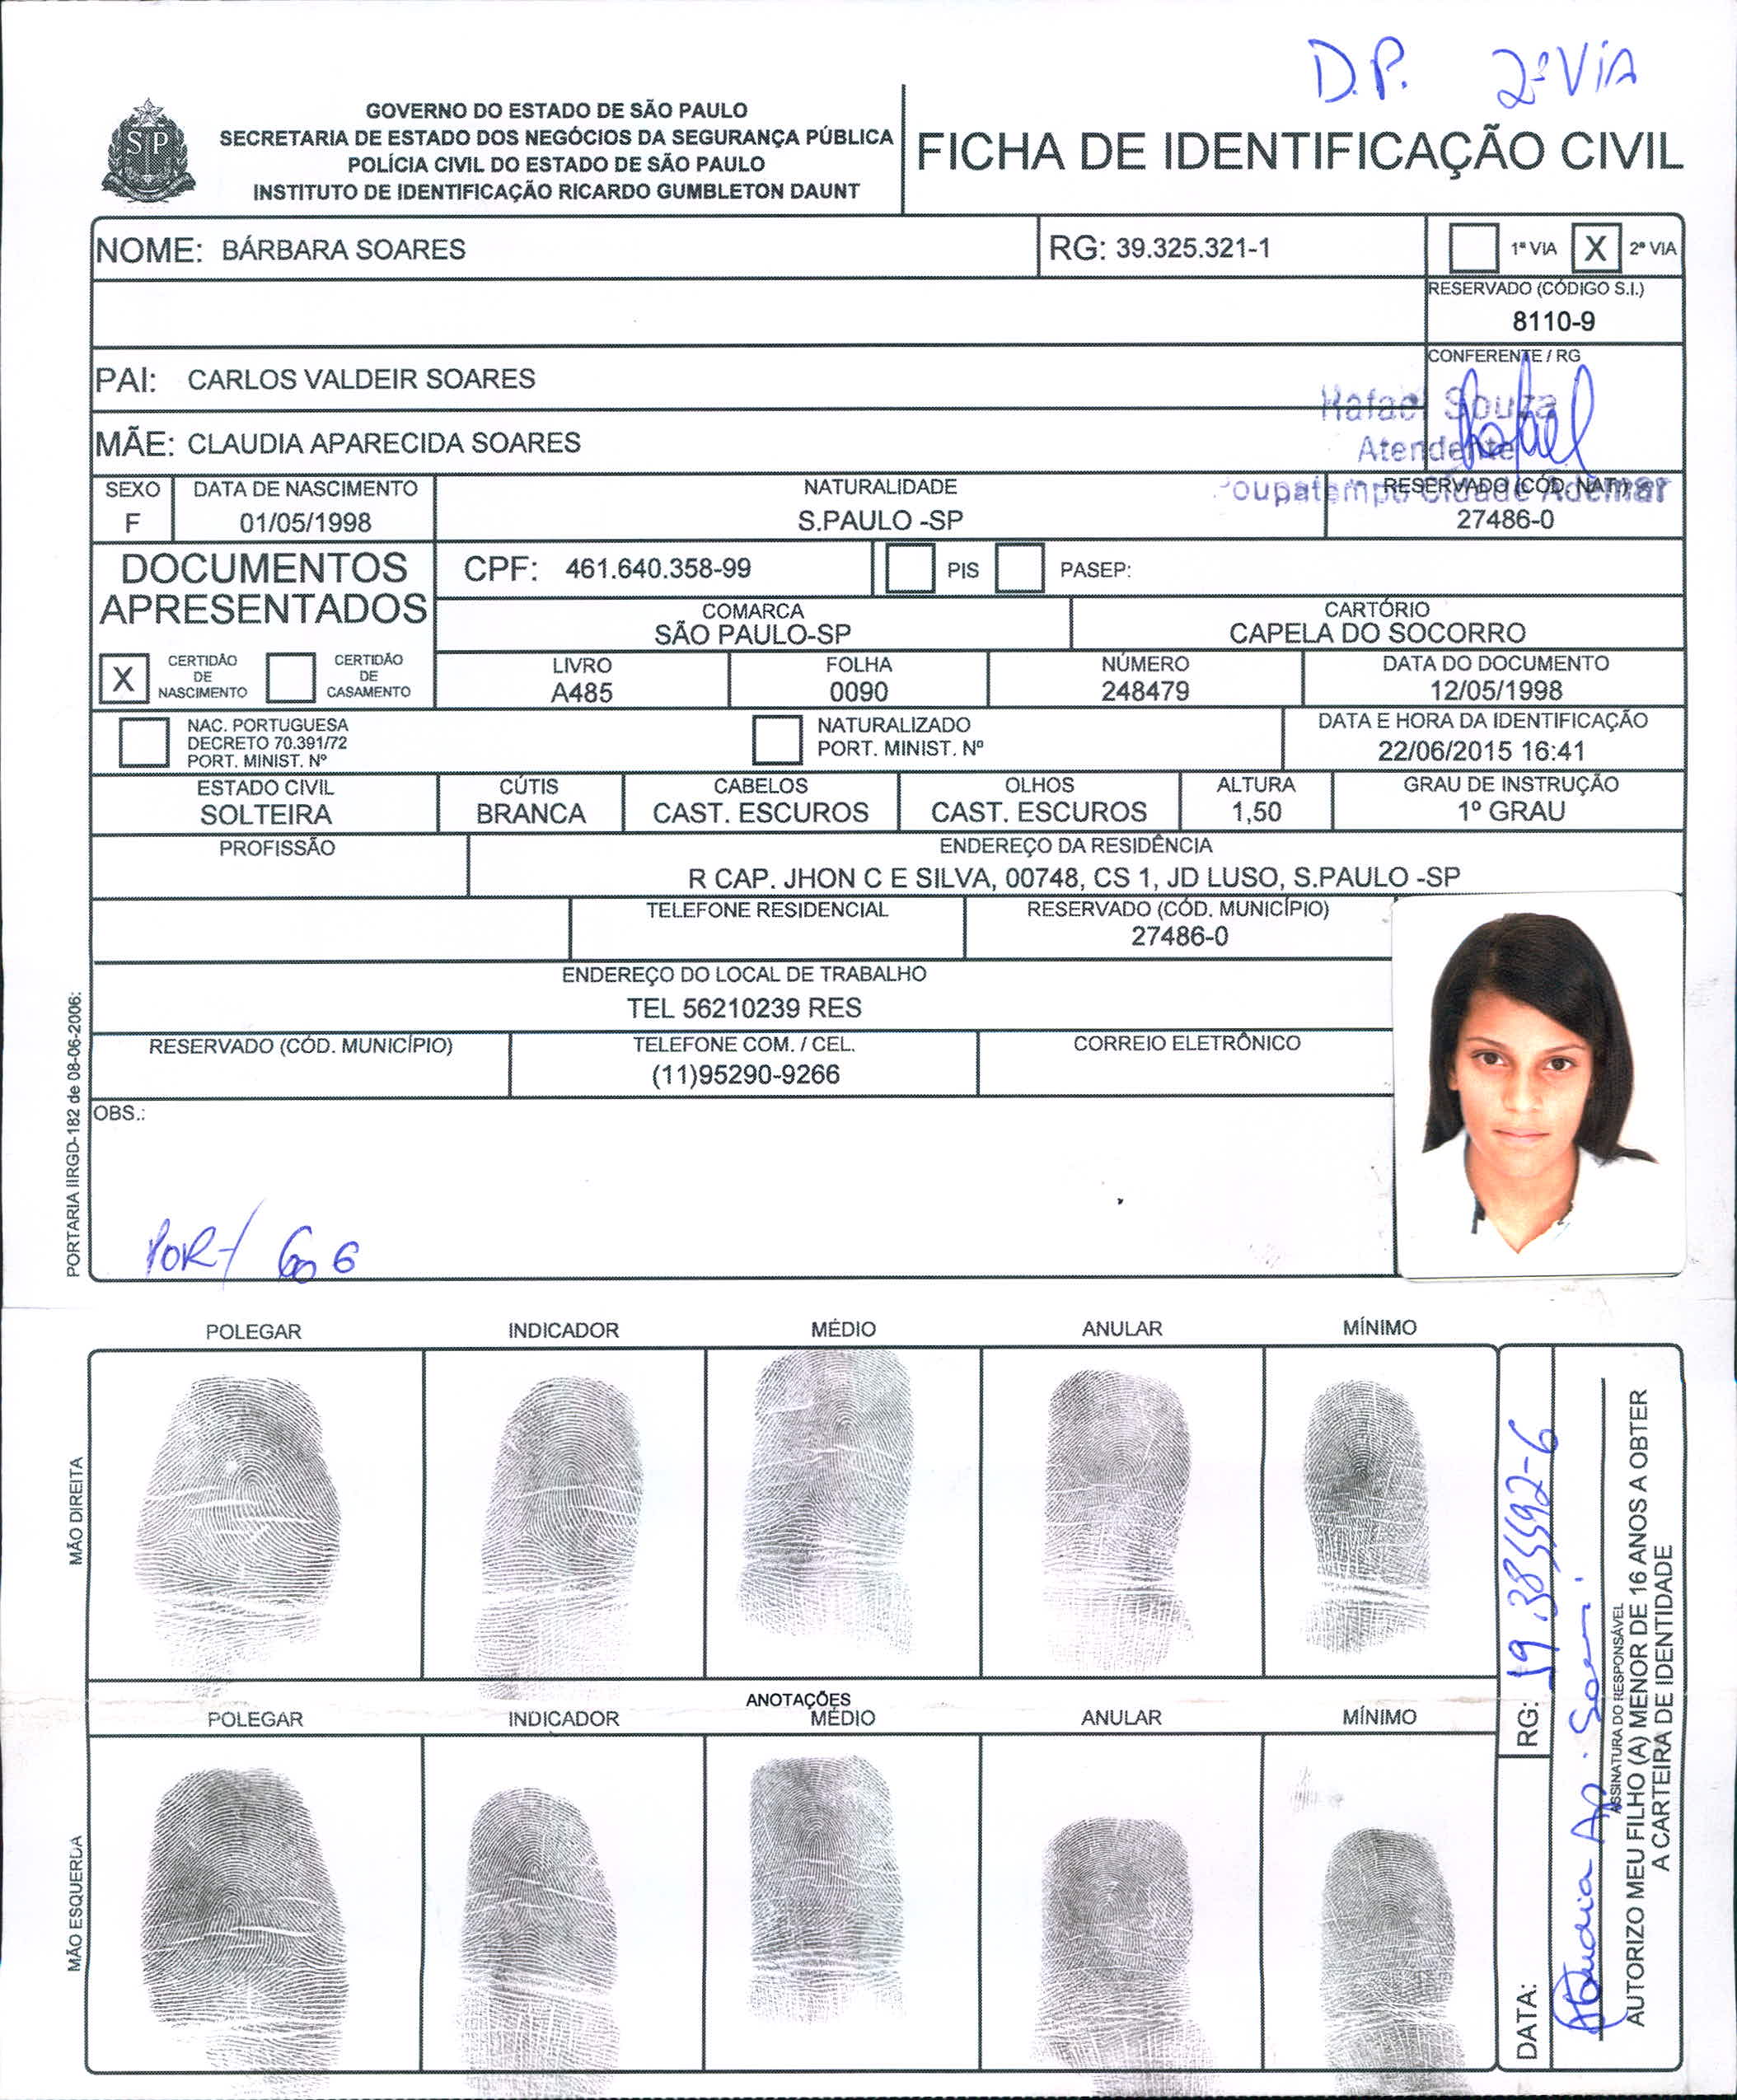 D.P. 2ª VIA
SP
GOVERNO DO ESTADO DE SÃO PAULO
SECRETARIA DE ESTADO DOS NEGÓCIOS DA SEGURANÇA PÚBLICA
POLÍCIA CIVIL DO ESTADO DE SÃO PAULO
INSTITUTO DE IDENTIFICAÇÃO RICARDO GUMBLETON DAUNT
FICHA DE IDENTIFICAÇÃO CIVIL
NOME: BÁRBARA SOARES RG: 39.325.321-1 1ª VIA X 2ª VIA
RESERVADO (CÓDIGO S.I.)
8110-9
CONFERENTE / RG
PAI: CARLOS VALDEIR SOARES
Rafael Souza
Rafael
MÃE: CLAUDIA APARECIDA SOARES
Atendente
Poupatempo Cidade Ademar
SEXO DATA DE NASCIMENTO NATURALIDADE RESERVADO (CÓD. NAT.)
F 01/05/1998 S.PAULO -SP 27486-0
DOCUMENTOS
APRESENTADOS
CPF: 461.640.358-99 PIS PASEP:
COMARCA CARTÓRIO
SÃO PAULO-SP CAPELA DO SOCORRO
X CERTIDÃO DE NASCIMENTO CERTIDÃO DE CASAMENTO
LIVRO FOLHA NÚMERO DATA DO DOCUMENTO
A485 0090 248479 12/05/1998
NAC. PORTUGUESA
DECRETO 70.391/72
PORT. MINIST. Nº
NATURALIZADO
PORT. MINIST. Nº
DATA E HORA DA IDENTIFICAÇÃO
22/06/2015 16:41
ESTADO CIVIL CÚTIS CABELOS OLHOS ALTURA GRAU DE INSTRUÇÃO
SOLTEIRA BRANCA CAST. ESCUROS CAST. ESCUROS 1,50 1º GRAU
PROFISSÃO ENDEREÇO DA RESIDÊNCIA
R CAP. JHON C E SILVA, 00748, CS 1, JD LUSO, S.PAULO -SP
TELEFONE RESIDENCIAL RESERVADO (CÓD. MUNICÍPIO)
27486-0
ENDEREÇO DO LOCAL DE TRABALHO
TEL 56210239 RES
RESERVADO (CÓD. MUNICÍPIO) TELEFONE COM. / CEL. CORREIO ELETRÔNICO
(11)95290-9266
OBS.:
PORTARIA IIRGD-182 de 08-06-2006:
POLEGAR INDICADOR MÉDIO ANULAR MÍNIMO
MÃO DIREITA
ANOTAÇÕES
POLEGAR INDICADOR MÉDIO ANULAR MÍNIMO
MÃO ESQUERDA
DATA: RG:
Claudia Ap. Soares
ASSINATURA DO RESPONSÁVEL
AUTORIZO MEU FILHO (A) MENOR DE 16 ANOS A OBTER
A CARTEIRA DE IDENTIDADE